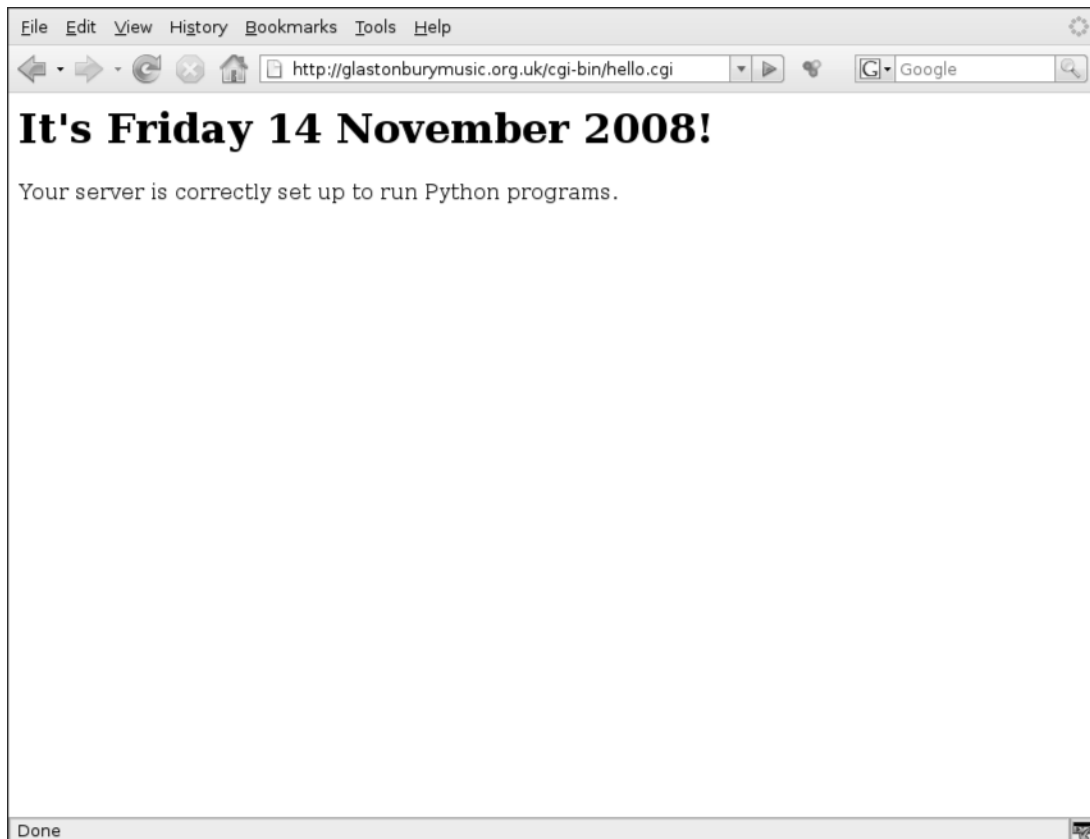 File Edit View History Bookmarks Tools Help
http://glastonburymusic.org.uk/cgi-bin/hello.cgi G Google
It's Friday 14 November 2008!
Your server is correctly set up to run Python programs.
Done